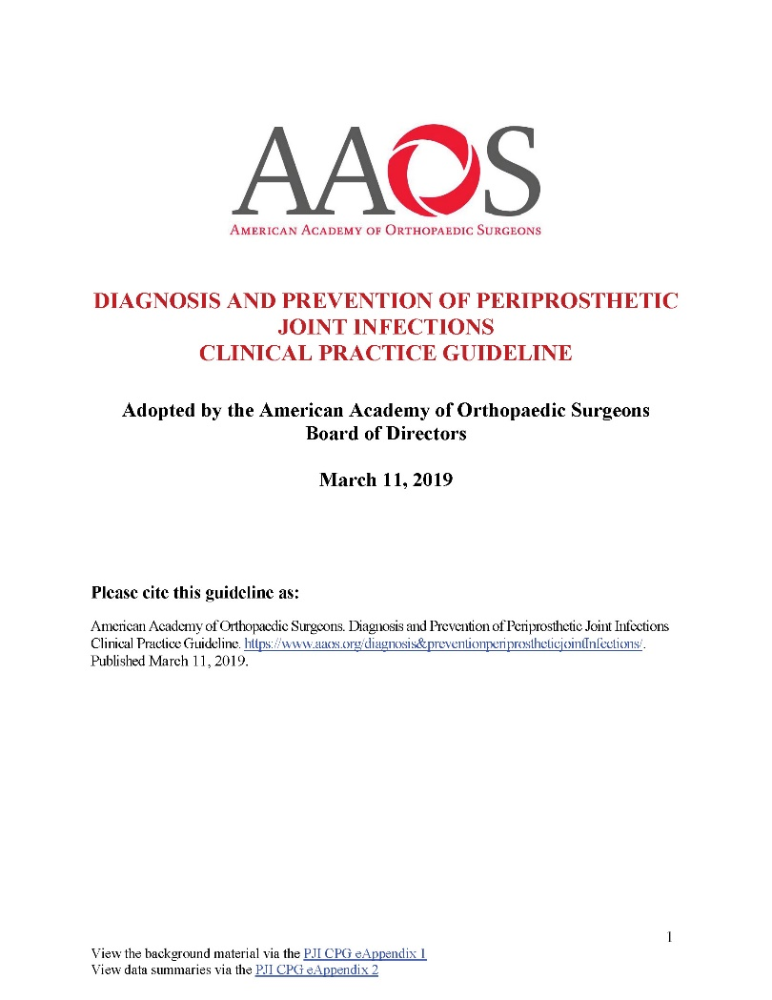 AAOS
AMERICAN ACADEMY OF ORTHOPAEDIC SURGEONS
DIAGNOSIS AND PREVENTION OF PERIPROSTHETIC
JOINT INFECTIONS
CLINICAL PRACTICE GUIDELINE
Adopted by the American Academy of Orthopaedic Surgeons
Board of Directors
March 11, 2019
Please cite this guideline as:
American Academy of Orthopaedic Surgeons. Diagnosis and Prevention of Periprosthetic Joint Infections
Clinical Practice Guideline. https://www.aaos.org/diagnosis&preventionperiprostheticjointInfections/.
Published March 11, 2019.
1
View the background material via the PJI CPG eAppendix 1
View data summaries via the PJI CPG eAppendix 2